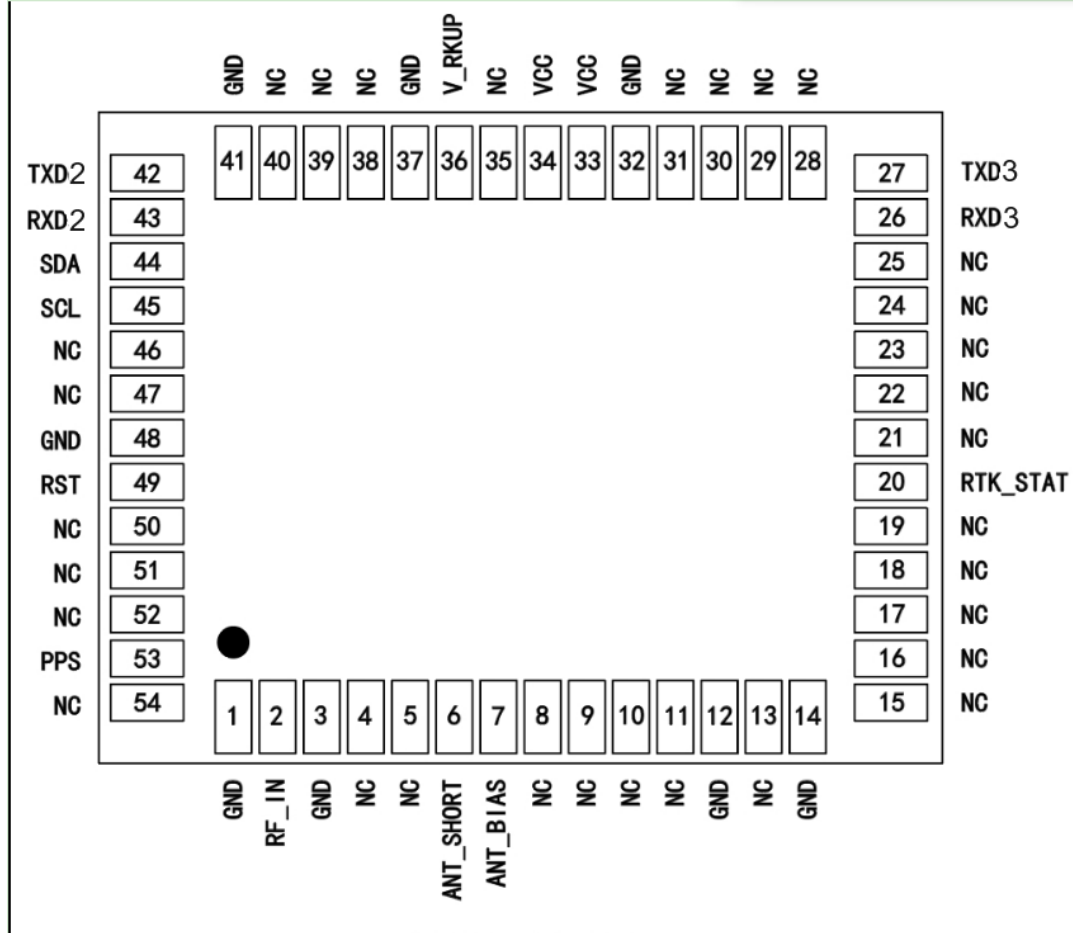 GND NC NC NC GND V_RKUP NC VCC VCC GND NC NC NC NC
41 40 39 38 37 36 35 34 33 32 31 30 29 28
TXD2 42 27 TXD3
RXD2 43 26 RXD3
SDA 44 25 NC
SCL 45 24 NC
NC 46 23 NC
NC 47 22 NC
GND 48 21 NC
RST 49 20 RTK_STAT
NC 50 19 NC
NC 51 18 NC
NC 52 17 NC
PPS 53 16 NC
NC 54 15 NC
1 2 3 4 5 6 7 8 9 10 11 12 13 14
GND RF_IN GND NC NC ANT_SHORT ANT_BIAS NC NC NC NC GND NC GND